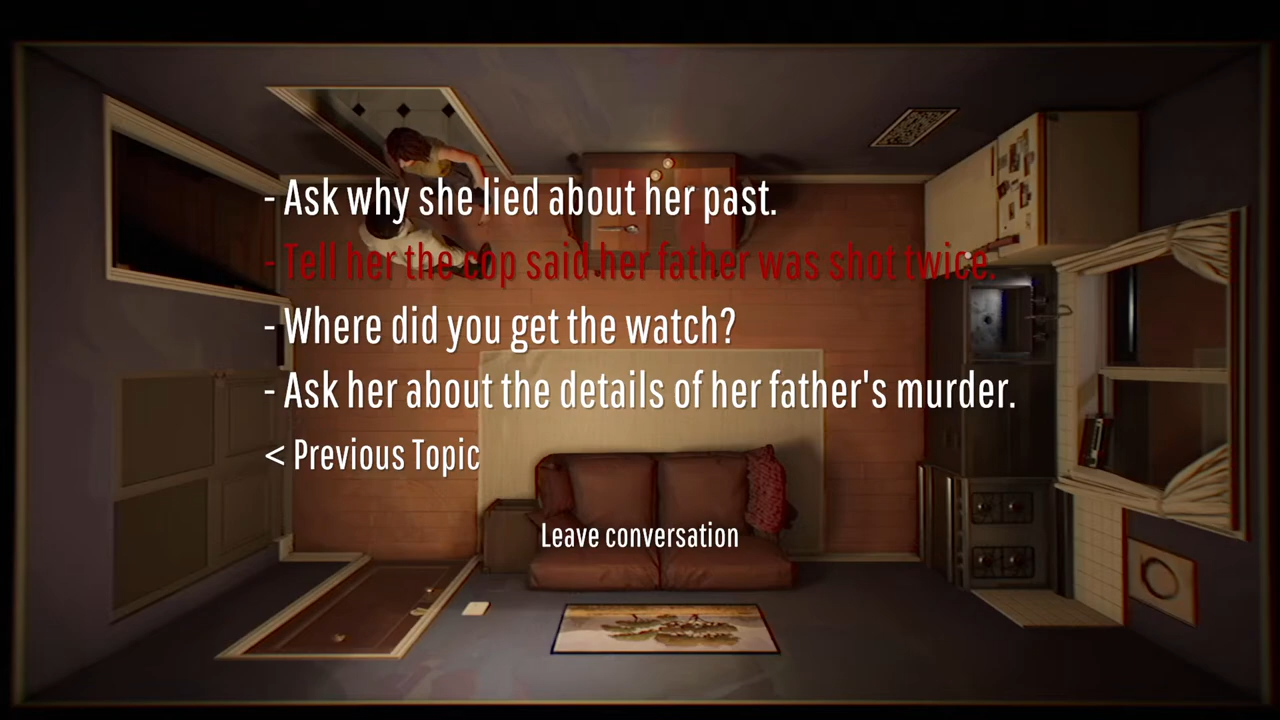 - Ask why she lied about her past.
- Tell her the cop said her father was shot twice.
- Where did you get the watch?
- Ask her about the details of her father's murder.
< Previous Topic
Leave conversation